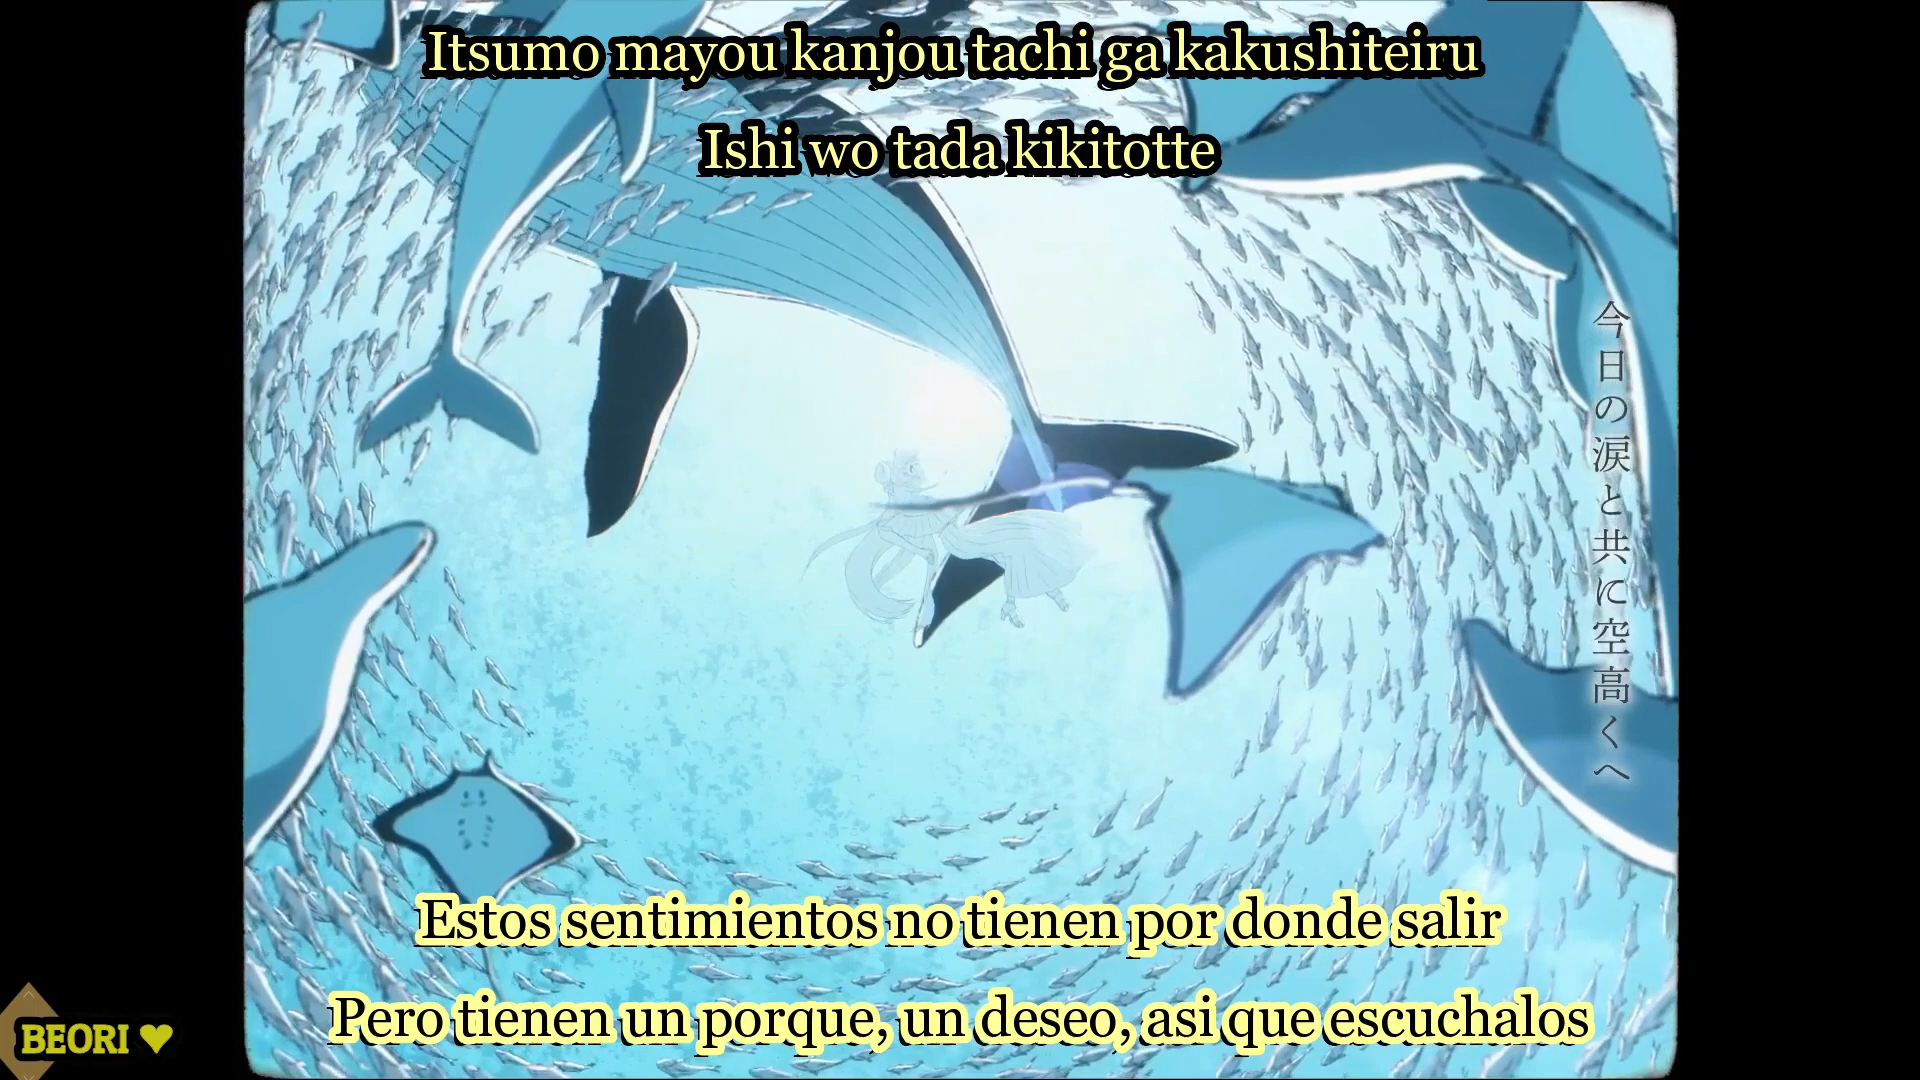 Itsumo mayou kanjou tachi ga kakushiteiru
Ishi wo tada kikitotte
今日の涙と共に空高くへ
Estos sentimientos no tienen por donde salir
Pero tienen un porque, un deseo, asi que escuchalos
BEORI ♥